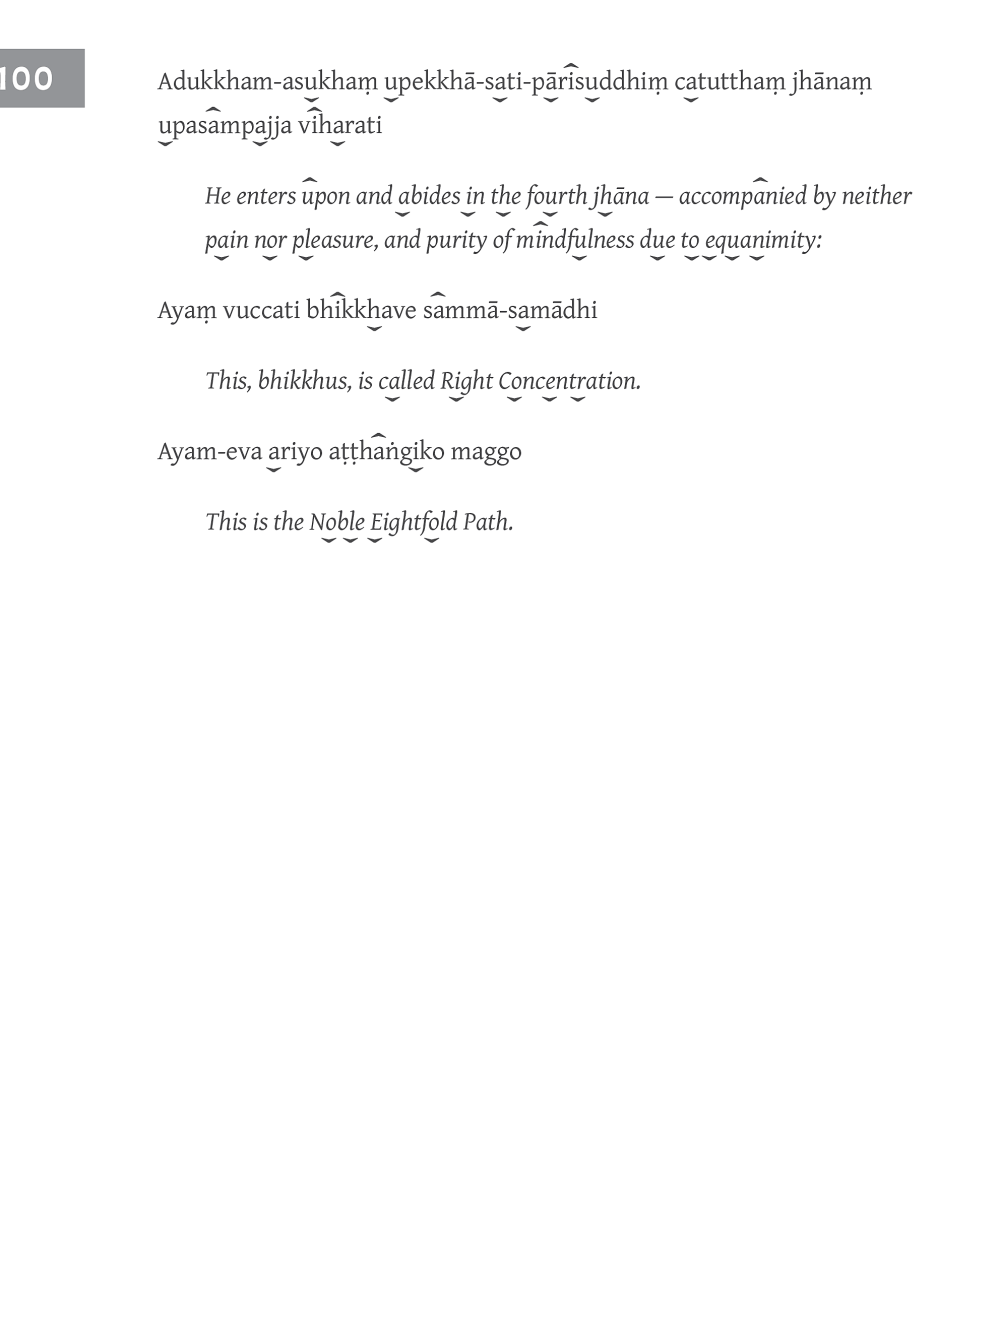 100
Adukkham-asukhaṃ upekkhā-sati-pārisuddhiṃ catutthaṃ jhānaṃ
upasampajja viharati
He enters upon and abides in the fourth jhāna — accompanied by neither
pain nor pleasure, and purity of mindfulness due to equanimity:
Ayaṃ vuccati bhikkhave sammā-samādhi
This, bhikkhus, is called Right Concentration.
Ayam-eva ariyo aṭṭhaṅgiko maggo
This is the Noble Eightfold Path.